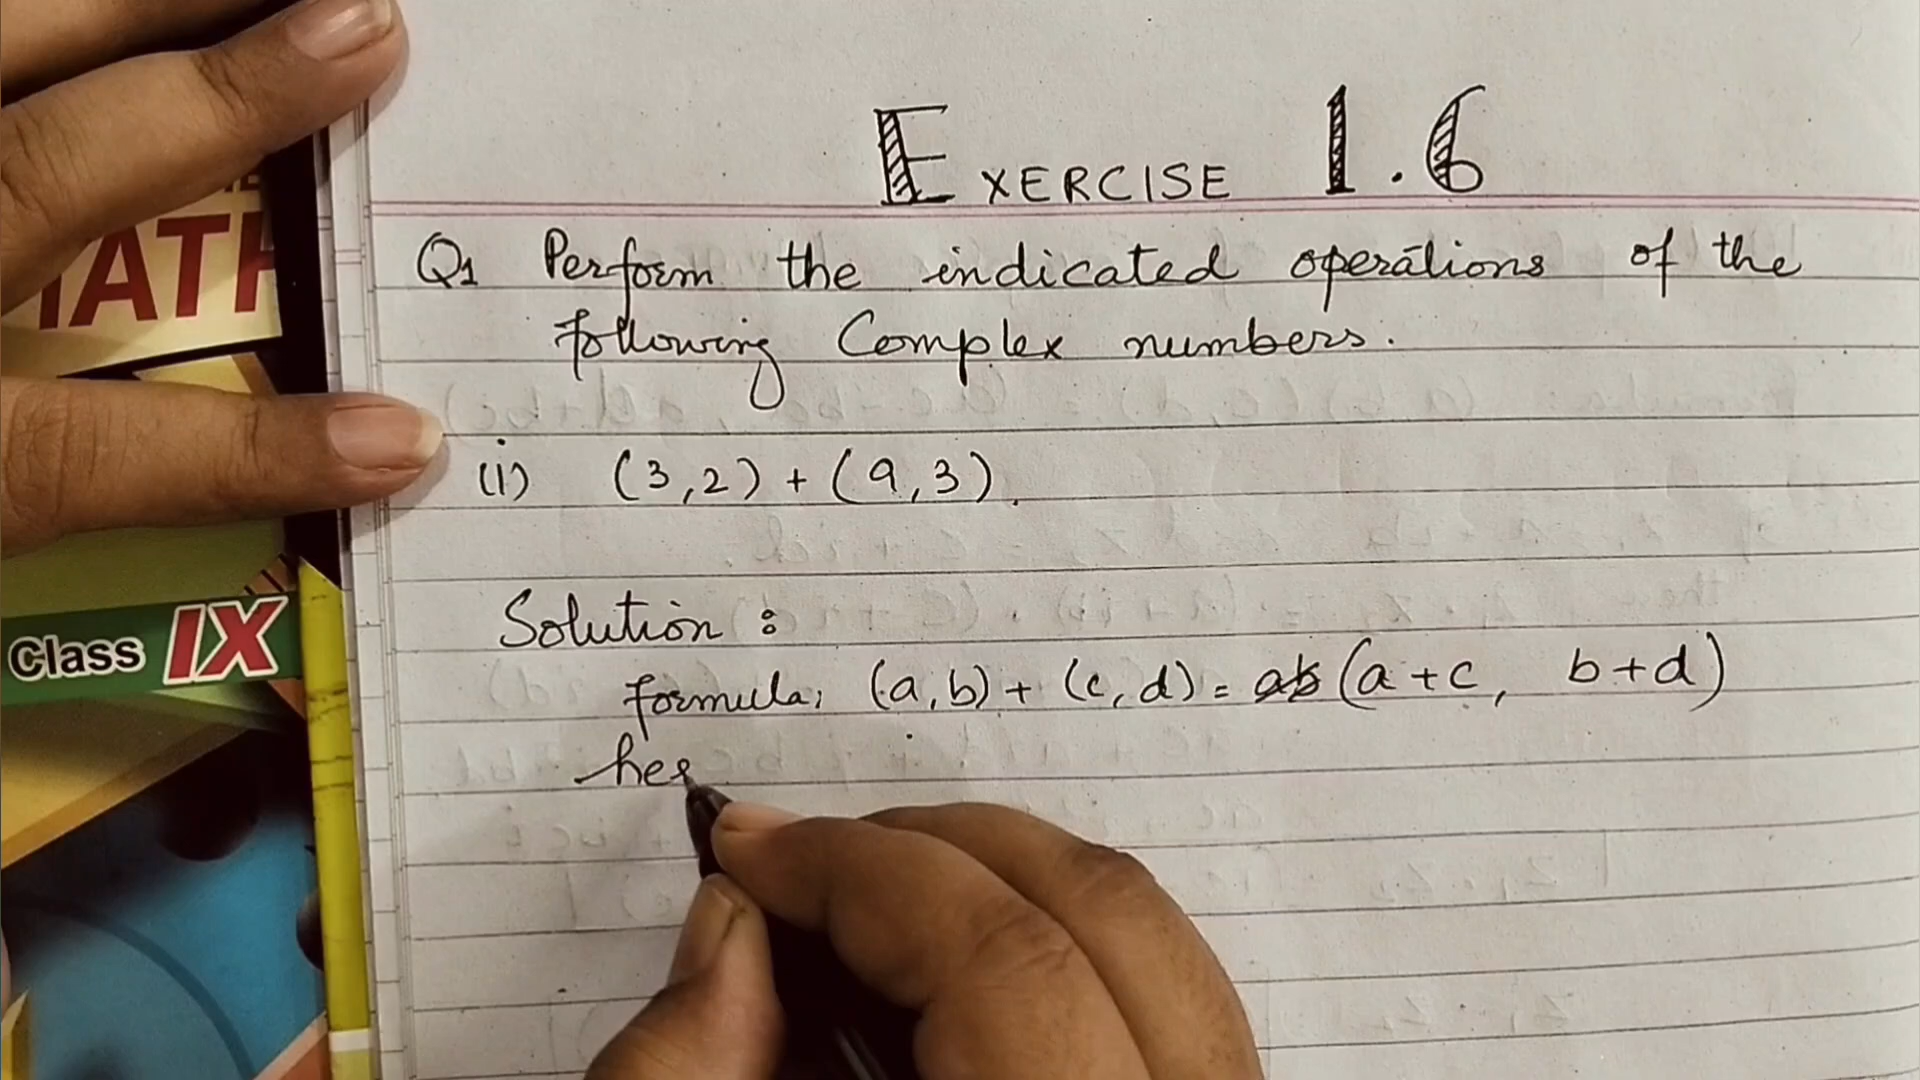 EXERCISE 1.6
Q1 Perform the indicated operations of the
following Complex numbers.
(i) (3,2) + (9,3).
Solution :
formula, (a,b) + (c,d) = ab (a+c, b+d)
her
MATH
Class IX